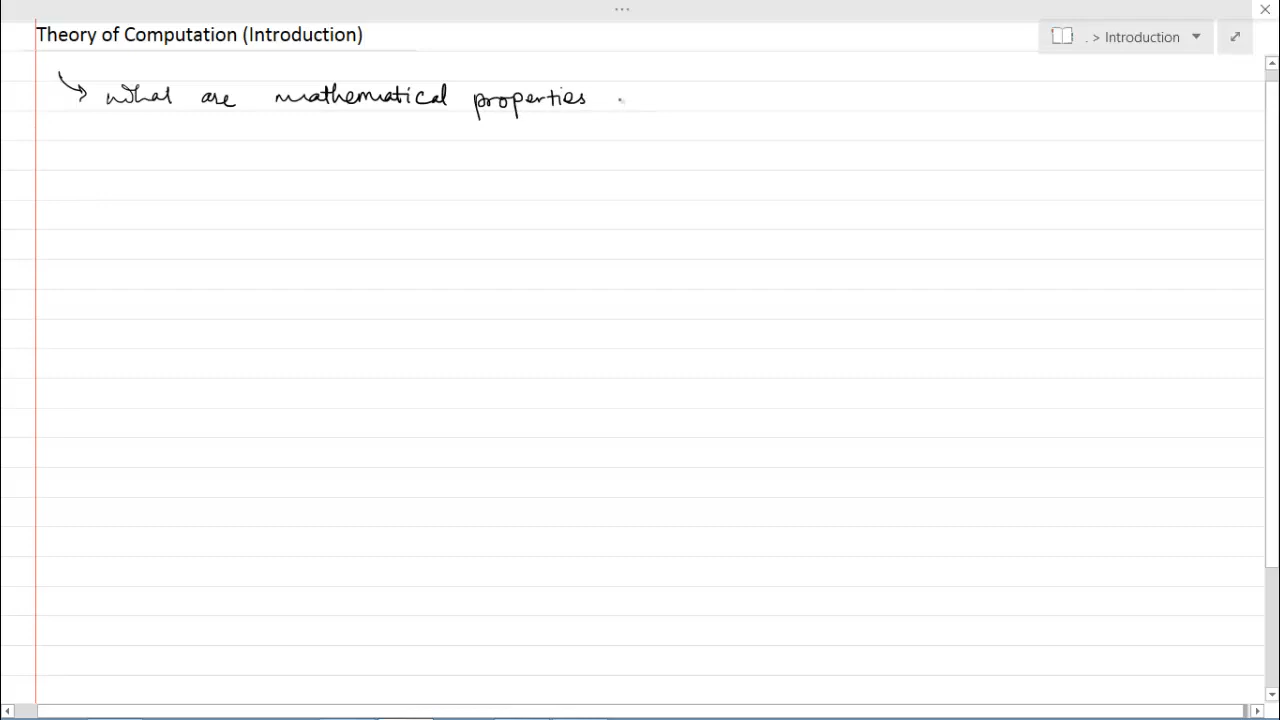 Theory of Computation (Introduction)
. > Introduction
What are mathematical properties